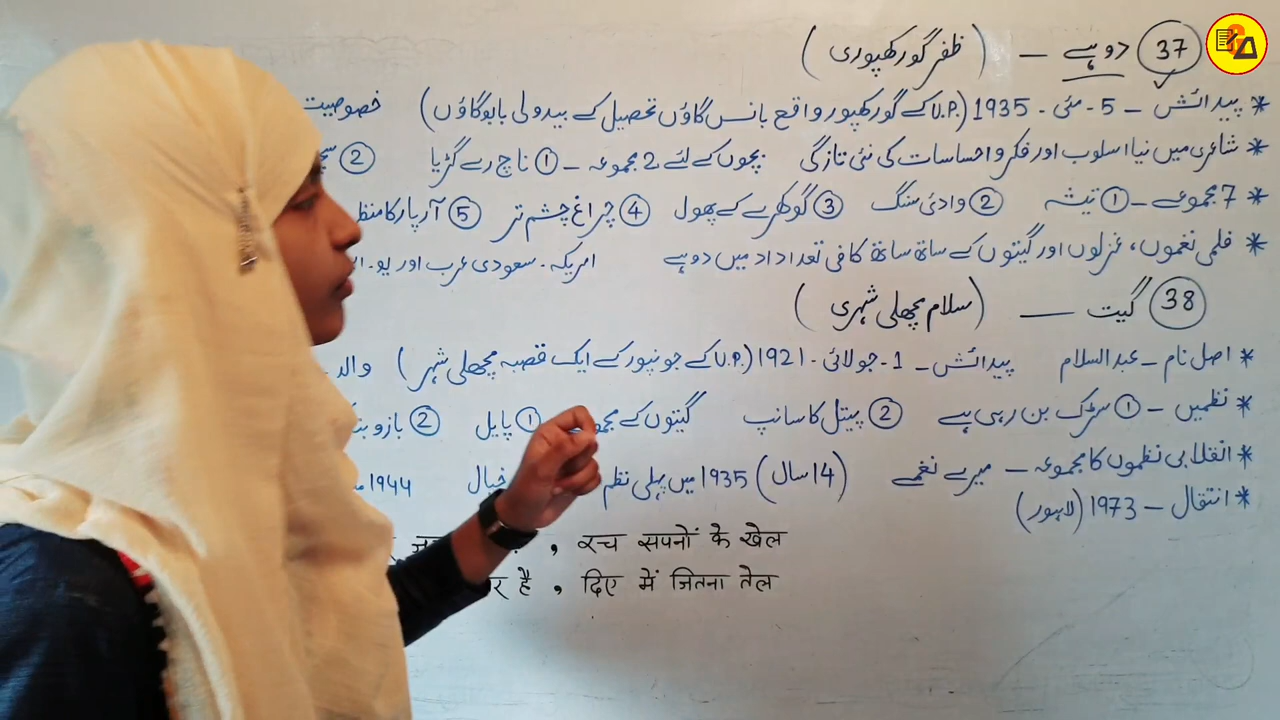 37 دوہے — (ظفر گورکھپوری)
* پیدائش — 5 - مئی - 1935 (U.P. کے گورکھپور واقع بانس گاؤں تحصیل کے بیدولی بابوگاؤں) خصوصیت
* شاعری میں نیا اسلوب اور فکر و احساسات کی نئی تازگی بچوں کے لئے 2 مجموعہ — ① ناچ رے گڑیا ②
* 7 مجموعے — ① تیشہ ② وادئ سنگ ③ گوکھرے کے پھول ④ چراغ چشم تر ⑤ آر پار کا منظر
* فلمی نغموں، غزلوں اور گیتوں کے ساتھ ساتھ کافی تعداد میں دوہے امریکہ - سعودی عرب اور یو۔
38 گیت — (سلام مچھلی شہری)
* اصل نام — عبدالسلام پیدائش — 1 - جولائی - 1921 (U.P. کے جونپور کے ایک قصبہ مچھلی شہر) والد -
* نظمیں — ① سڑک بن رہی ہے ② پیتل کا سانپ گیتوں کے ① پایل ② بازو
* انقلابی نظموں کا مجموعہ — میرے نغمے (14 سال) 1935 میں پہلی نظم خیال 1944
* انتقال — 1973 (لاہور)
, रच सपनों के खेल
है , दिए में जितना तेल